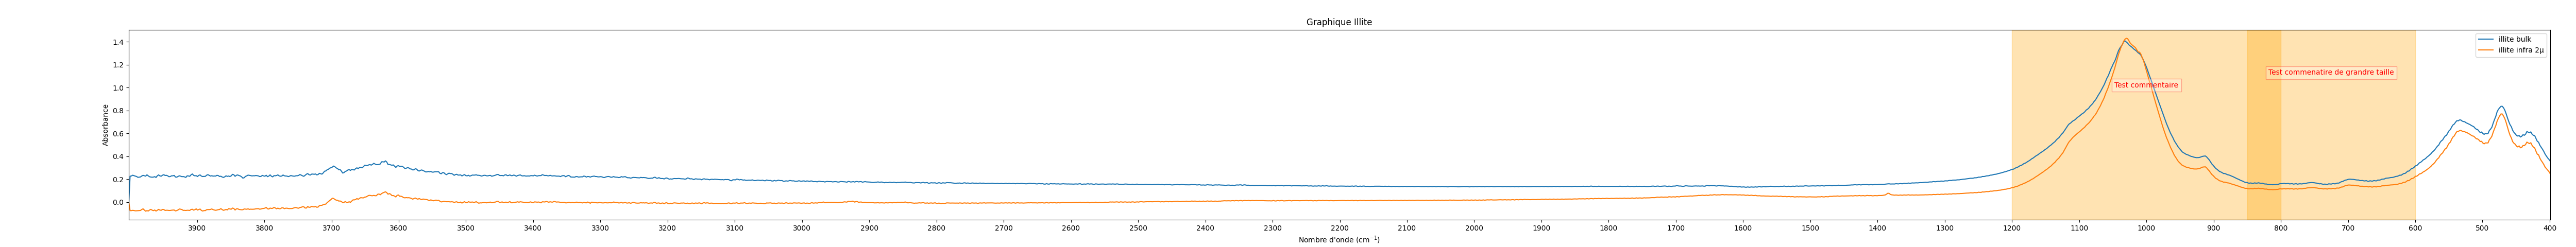 Graphique Illite
1.4
1.2
1.0
0.8
0.6
0.4
0.2
0.0
Absorbance
illite bulk
illite infra 2µ
Test commentaire
Test commenatire de grandre taille
3900 3800 3700 3600 3500 3400 3300 3200 3100 3000 2900 2800 2700 2600 2500 2400 2300 2200 2100 2000 1900 1800 1700 1600 1500 1400 1300 1200 1100 1000 900 800 700 600 500 400
Nombre d'onde (cm⁻¹)